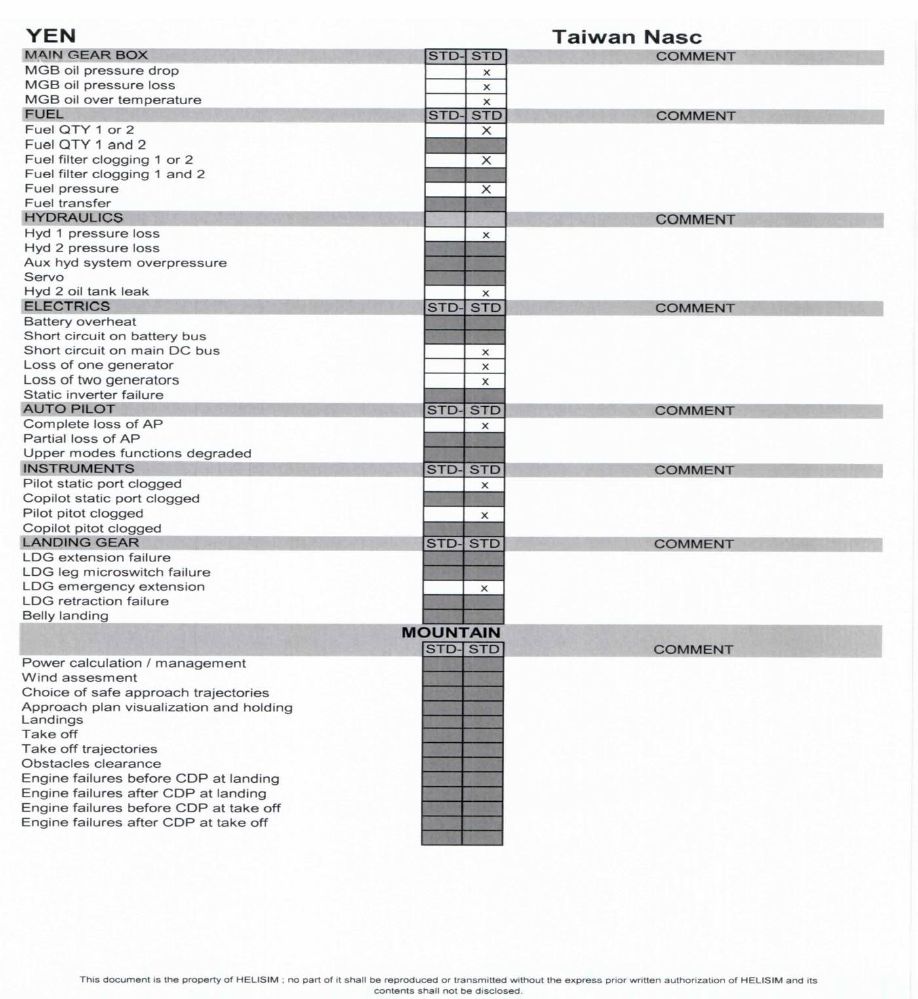 YEN Taiwan Nasc
MAIN GEAR BOX STD- STD COMMENT
MGB oil pressure drop x
MGB oil pressure loss x
MGB oil over temperature x
FUEL STD- STD COMMENT
Fuel QTY 1 or 2 X
Fuel QTY 1 and 2
Fuel filter clogging 1 or 2 X
Fuel filter clogging 1 and 2
Fuel pressure X
Fuel transfer
HYDRAULICS COMMENT
Hyd 1 pressure loss x
Hyd 2 pressure loss
Aux hyd system overpressure
Servo
Hyd 2 oil tank leak x
ELECTRICS STD- STD COMMENT
Battery overheat
Short circuit on battery bus
Short circuit on main DC bus x
Loss of one generator x
Loss of two generators x
Static inverter failure
AUTO PILOT STD- STD COMMENT
Complete loss of AP x
Partial loss of AP
Upper modes functions degraded
INSTRUMENTS STD- STD COMMENT
Pilot static port clogged x
Copilot static port clogged
Pilot pitot clogged x
Copilot pitot clogged
LANDING GEAR STD- STD COMMENT
LDG extension failure
LDG leg microswitch failure
LDG emergency extension x
LDG retraction failure
Belly landing
MOUNTAIN
STD- STD COMMENT
Power calculation / management
Wind assesment
Choice of safe approach trajectories
Approach plan visualization and holding
Landings
Take off
Take off trajectories
Obstacles clearance
Engine failures before CDP at landing
Engine failures after CDP at landing
Engine failures before CDP at take off
Engine failures after CDP at take off
This document is the property of HELISIM ; no part of it shall be reproduced or transmitted without the express prior written authorization of HELISIM and its
contents shall not be disclosed.